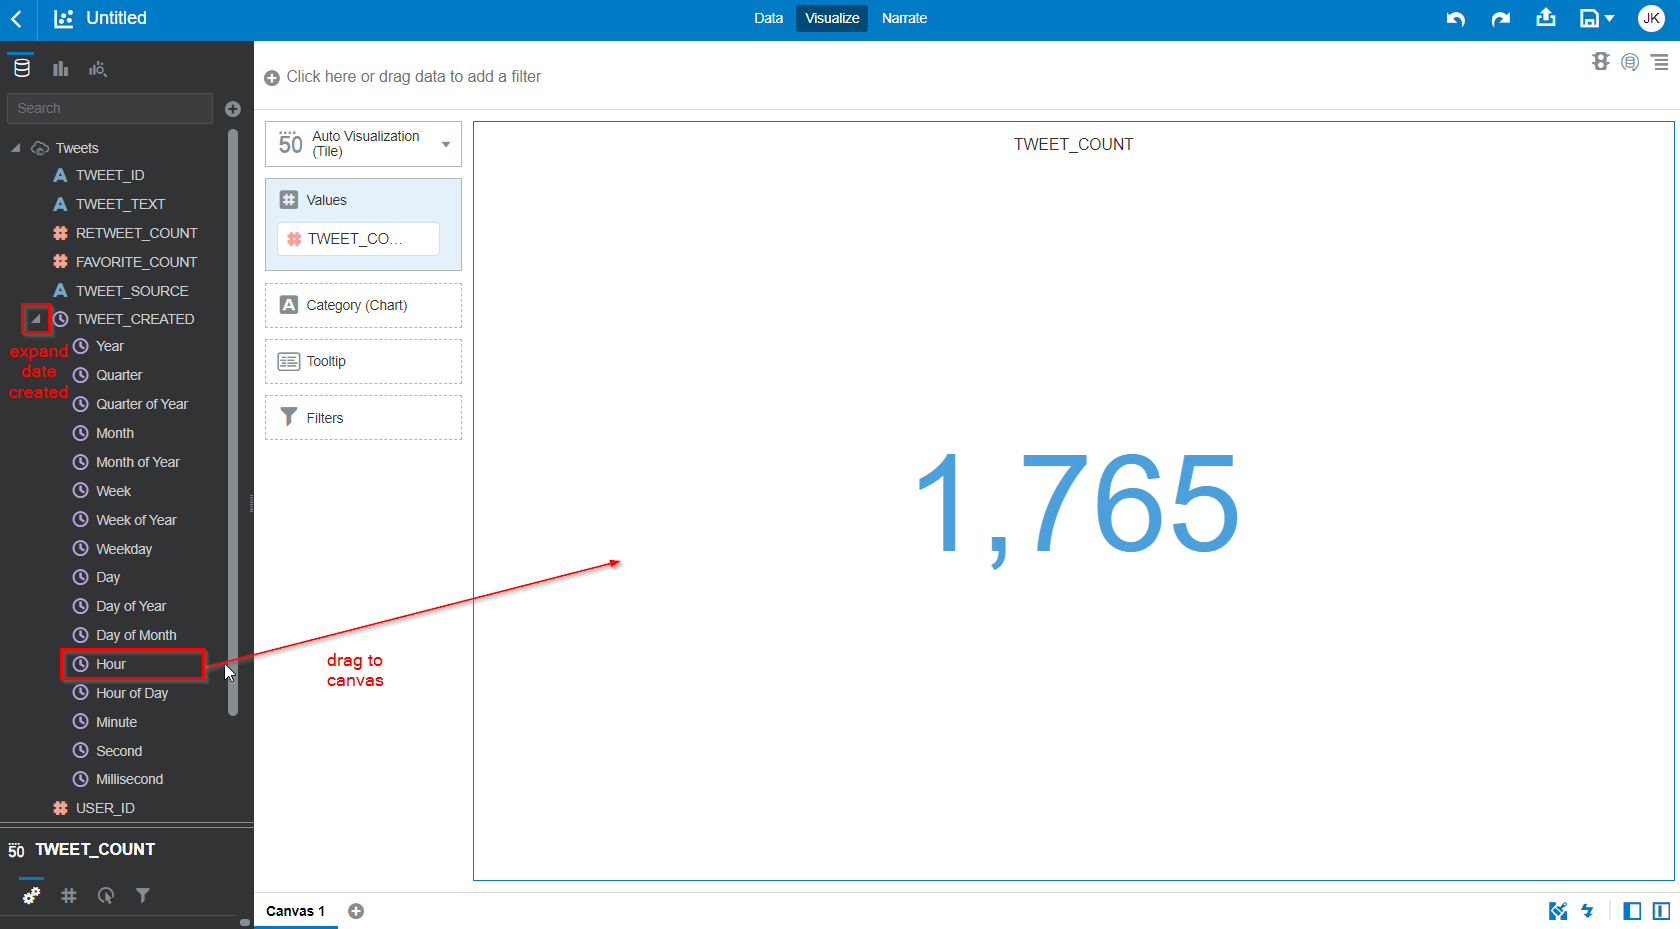 Untitled
Data
Visualize
Narrate
JK
Search
Click here or drag data to add a filter
Tweets
TWEET_ID
TWEET_TEXT
RETWEET_COUNT
FAVORITE_COUNT
TWEET_SOURCE
TWEET_CREATED
expand
date
created
Year
Quarter
Quarter of Year
Month
Month of Year
Week
Week of Year
Weekday
Day
Day of Year
Day of Month
Hour
Hour of Day
Minute
Second
Millisecond
USER_ID
50
TWEET_COUNT
50
Auto Visualization
(Tile)
Values
TWEET_CO...
Category (Chart)
Tooltip
Filters
drag to
canvas
TWEET_COUNT
1,765
Canvas 1